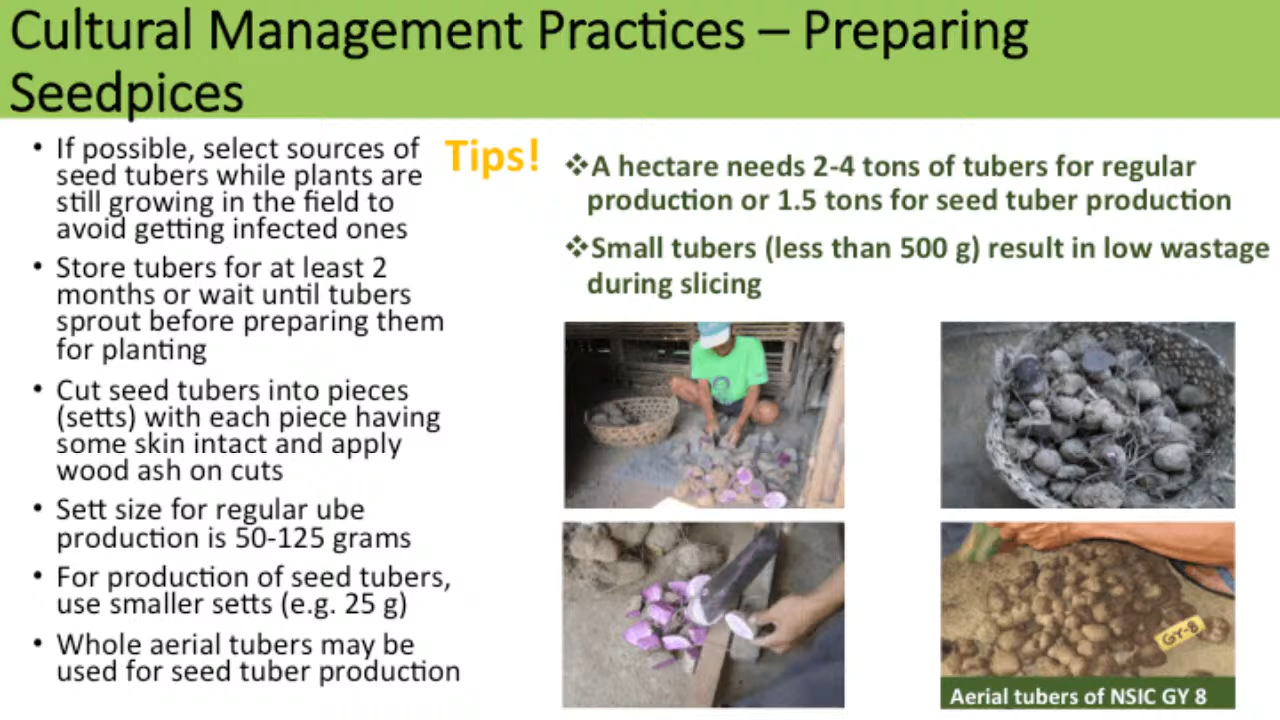 Cultural Management Practices – Preparing
Seedpices
• If possible, select sources of
seed tubers while plants are
still growing in the field to
avoid getting infected ones
• Store tubers for at least 2
months or wait until tubers
sprout before preparing them
for planting
• Cut seed tubers into pieces
(setts) with each piece having
some skin intact and apply
wood ash on cuts
• Sett size for regular ube
production is 50-125 grams
• For production of seed tubers,
use smaller setts (e.g. 25 g)
• Whole aerial tubers may be
used for seed tuber production
Tips!
❖A hectare needs 2-4 tons of tubers for regular
production or 1.5 tons for seed tuber production
❖Small tubers (less than 500 g) result in low wastage
during slicing
GY-8
Aerial tubers of NSIC GY 8